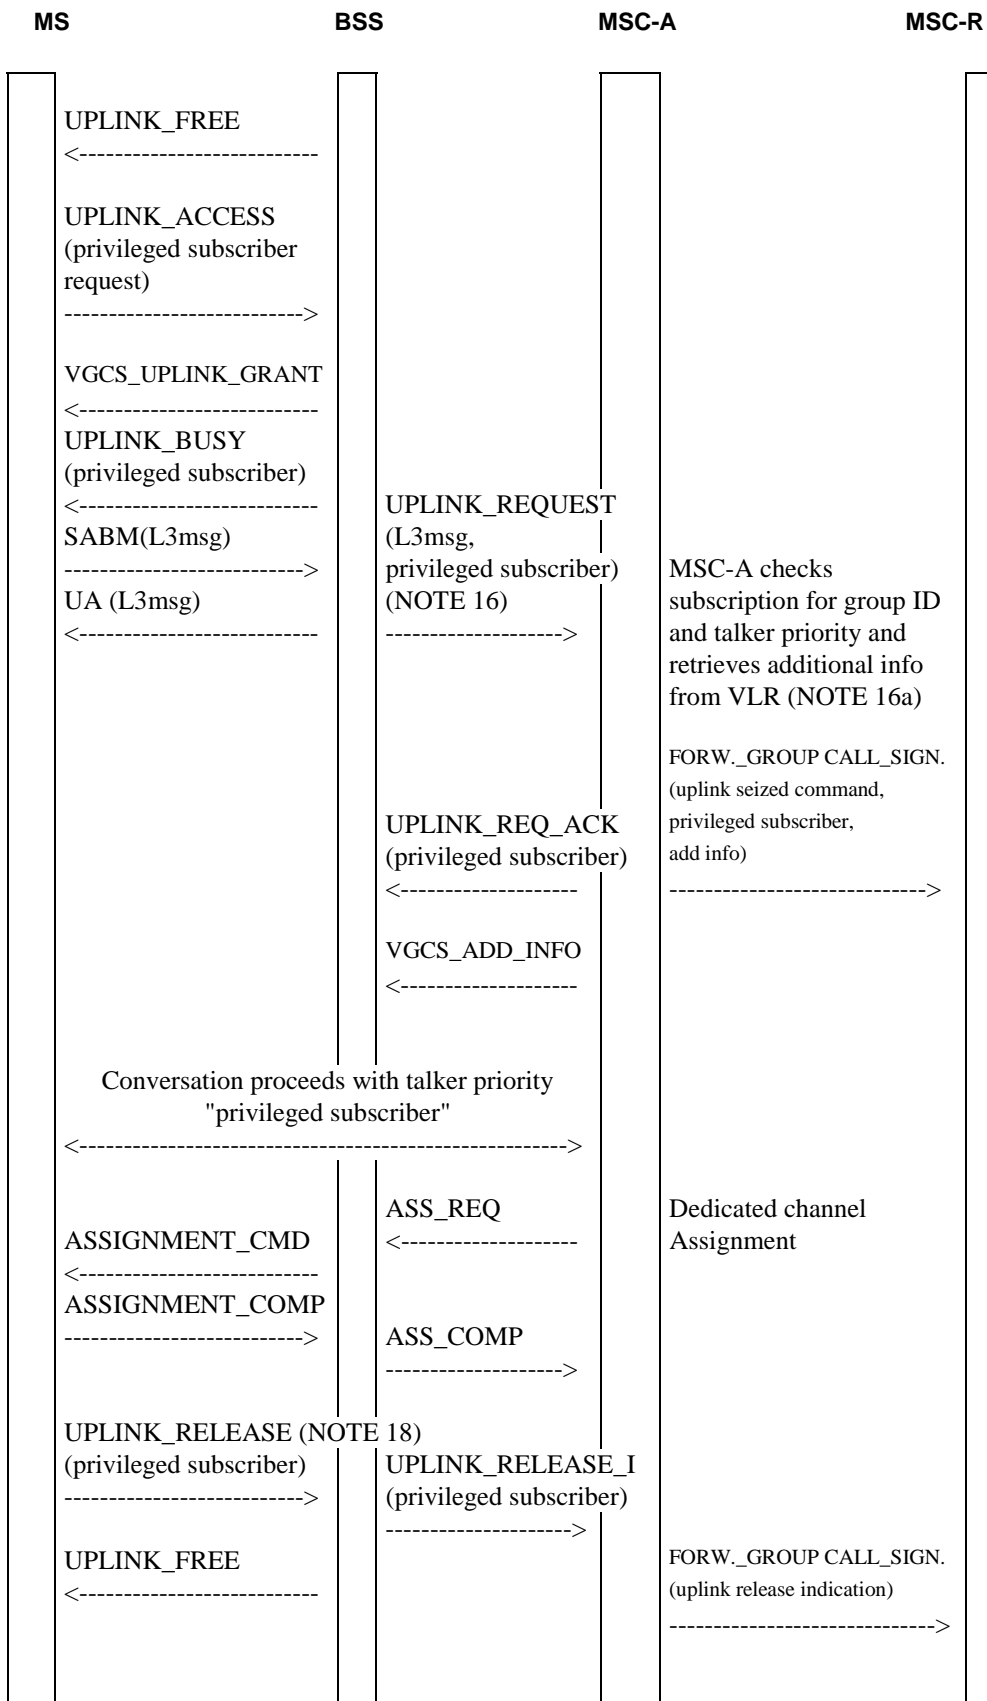 MS BSS MSC-A MSC-R
UPLINK_FREE
<---------------------------
UPLINK_ACCESS
(privileged subscriber
request)
--------------------------->
VGCS_UPLINK_GRANT
<---------------------------
UPLINK_BUSY
(privileged subscriber)
<---------------------------
SABM(L3msg)
--------------------------->
UA (L3msg)
<---------------------------
UPLINK_REQUEST
(L3msg,
privileged subscriber)
(NOTE 16)
-------------------->
MSC-A checks
subscription for group ID
and talker priority and
retrieves additional info
from VLR (NOTE 16a)
FORW._GROUP CALL_SIGN.
(uplink seized command,
privileged subscriber,
add info)
----------------------------->
UPLINK_REQ_ACK
(privileged subscriber)
<--------------------
VGCS_ADD_INFO
<--------------------
Conversation proceeds with talker priority
"privileged subscriber"
<------------------------------------------------------->
ASS_REQ
<--------------------
Dedicated channel
Assignment
ASSIGNMENT_CMD
<---------------------------
ASSIGNMENT_COMP
--------------------------->
ASS_COMP
-------------------->
UPLINK_RELEASE (NOTE 18)
(privileged subscriber)
--------------------------->
UPLINK_RELEASE_I
(privileged subscriber)
--------------------->
UPLINK_FREE
<---------------------------
FORW._GROUP CALL_SIGN.
(uplink release indication)
------------------------------>